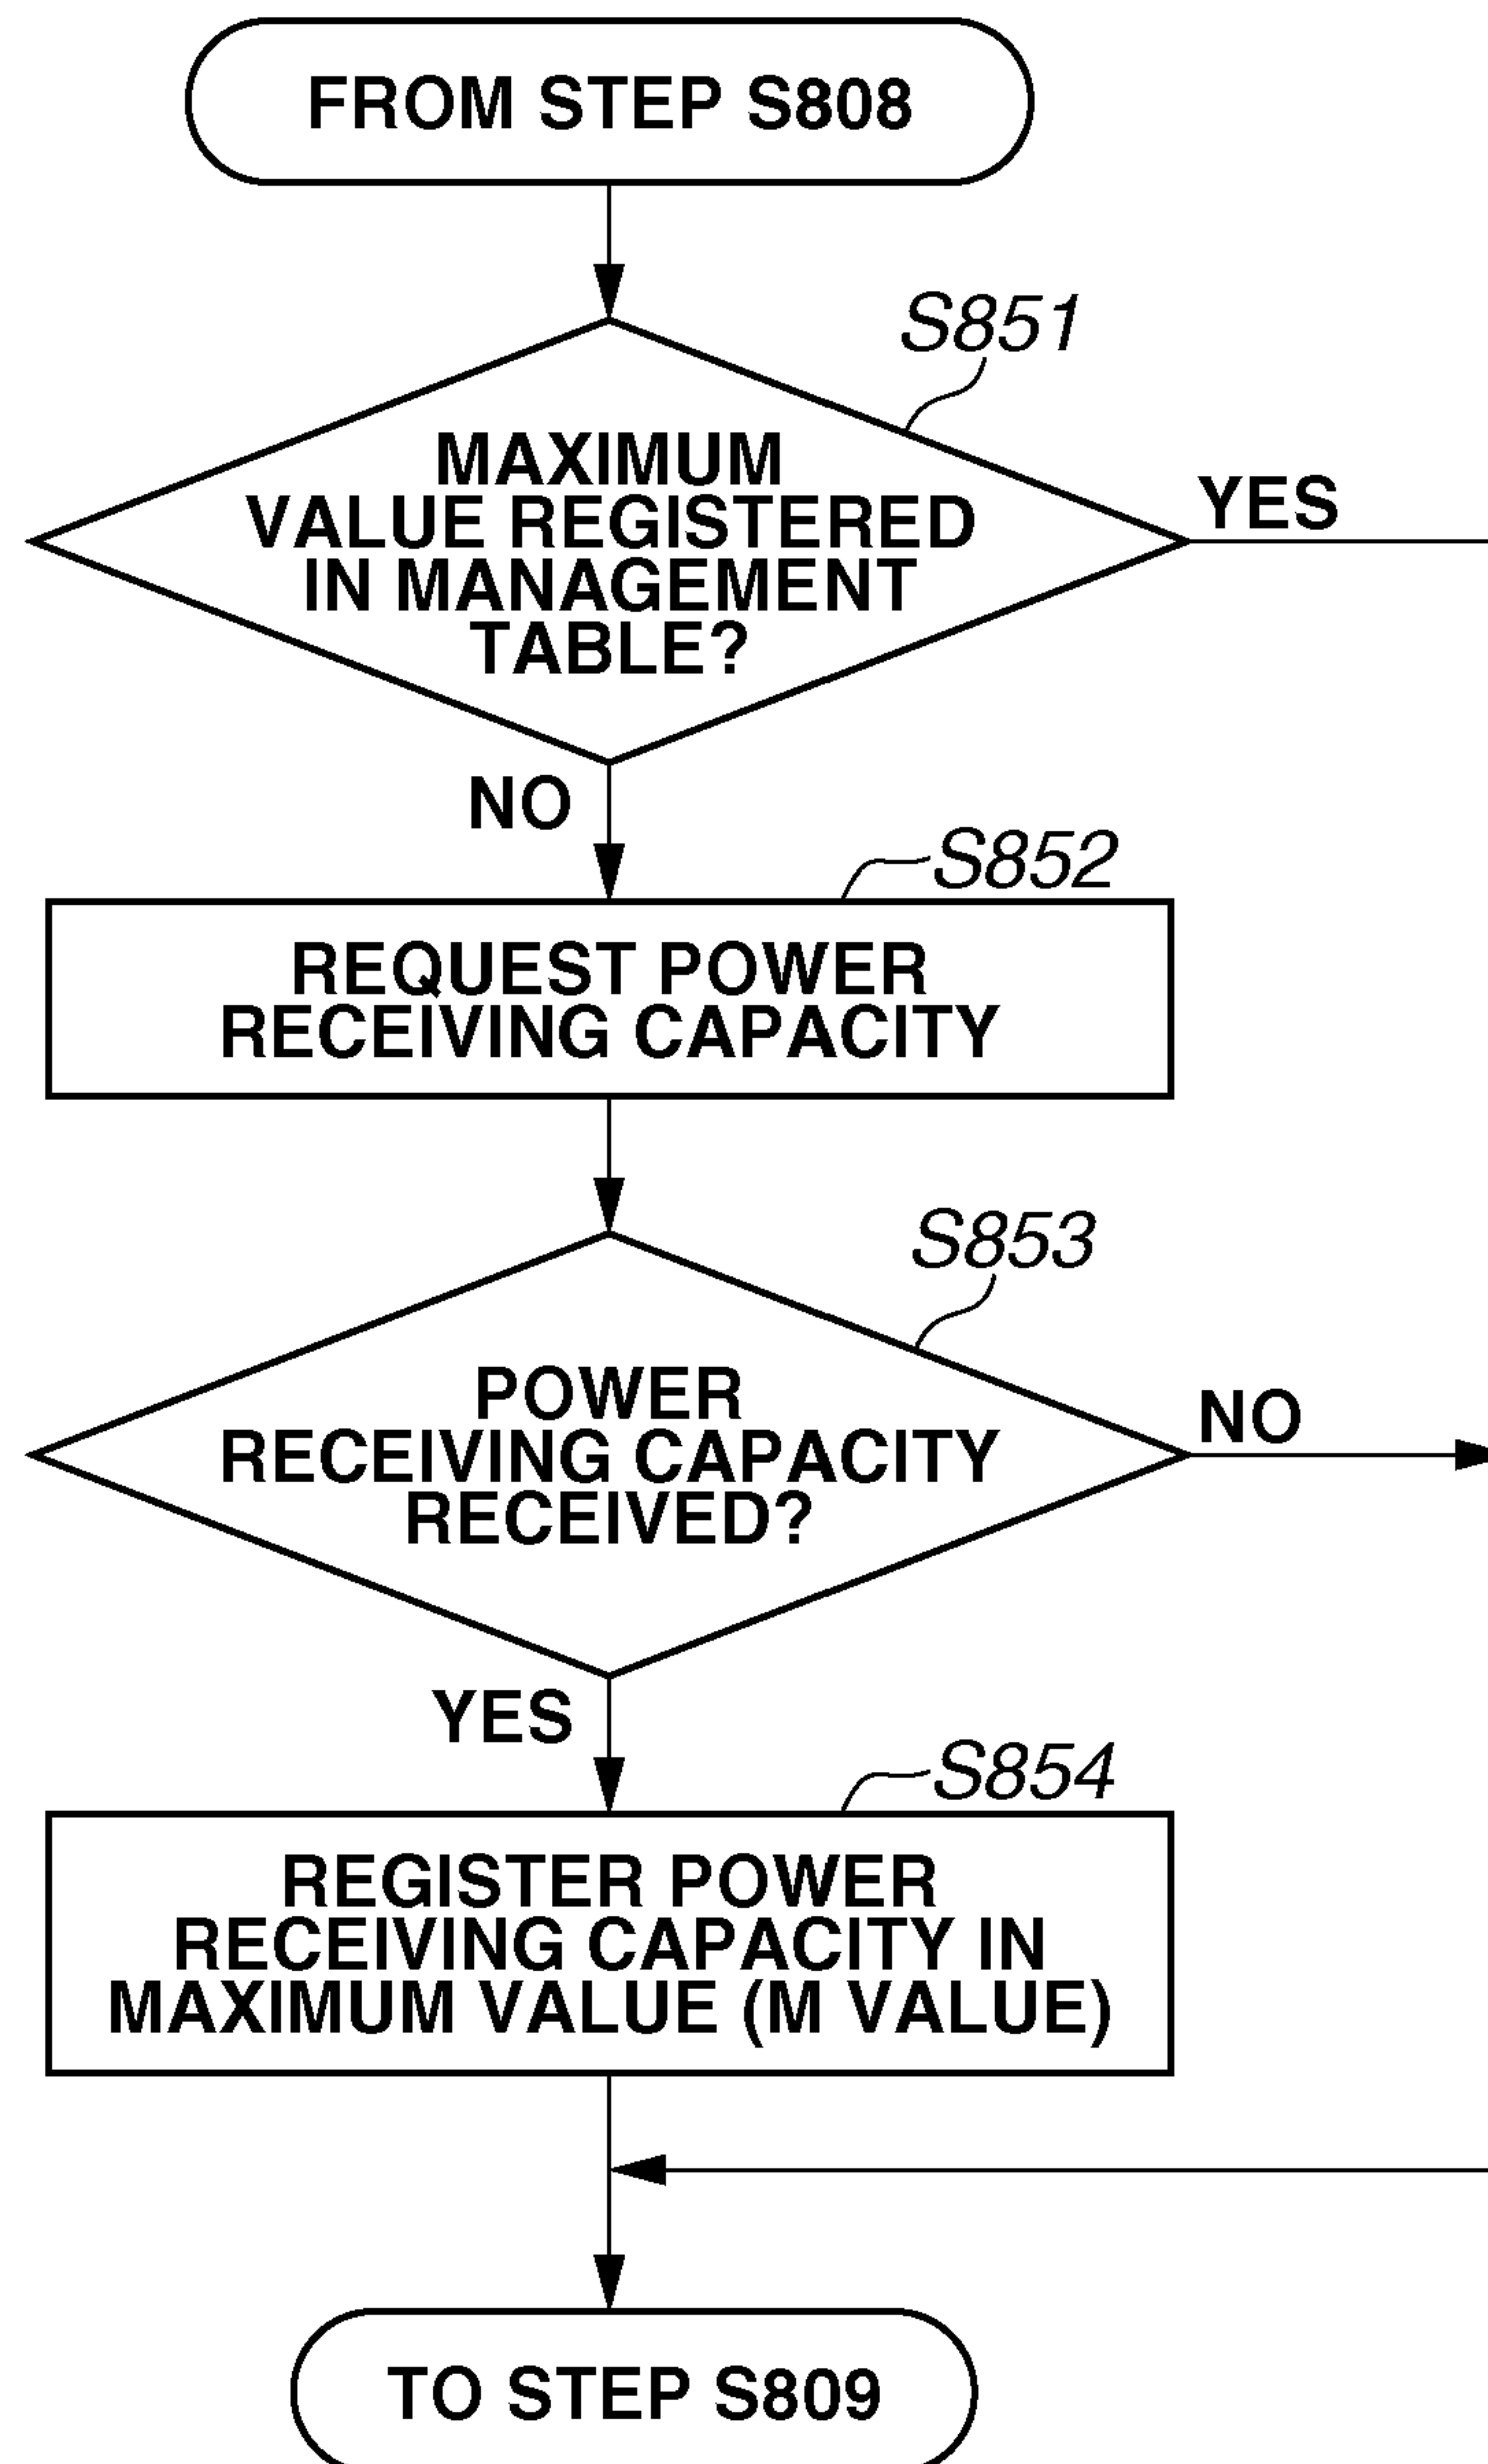 FROM STEP S808
S851
MAXIMUM
VALUE REGISTERED
IN MANAGEMENT
TABLE?
YES
NO
S852
REQUEST POWER
RECEIVING CAPACITY
S853
POWER
RECEIVING CAPACITY
RECEIVED?
NO
YES
S854
REGISTER POWER
RECEIVING CAPACITY IN
MAXIMUM VALUE (M VALUE)
TO STEP S809